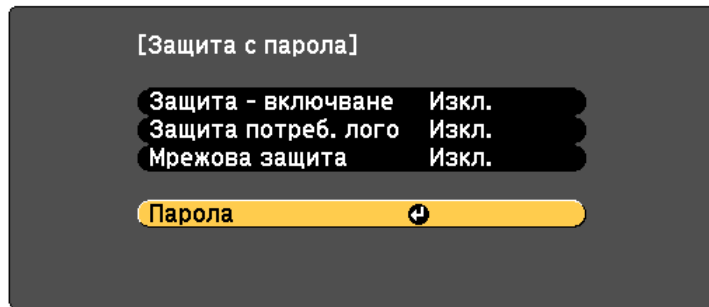 [Защита с парола]
Защита - включване Изкл.
Защита потреб. лого Изкл.
Мрежова защита Изкл.
Парола